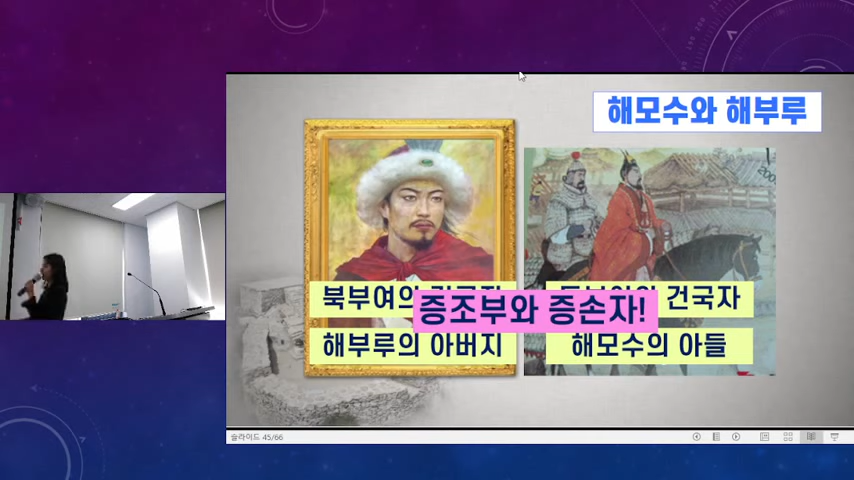 해모수와 해부루
북부여의
건국자
증조부와 증손자!
해부루의 아버지
해모수의 아들
슬라이드 45/66